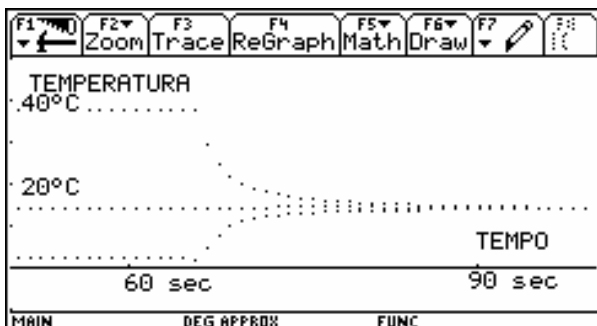 F1 F2 Zoom F3 Trace F4 ReGraph F5 Math F6 Draw F7
TEMPERATURA
40°C
20°C
TEMPO
60 sec 90 sec
MAIN DEG APPROX FUNC